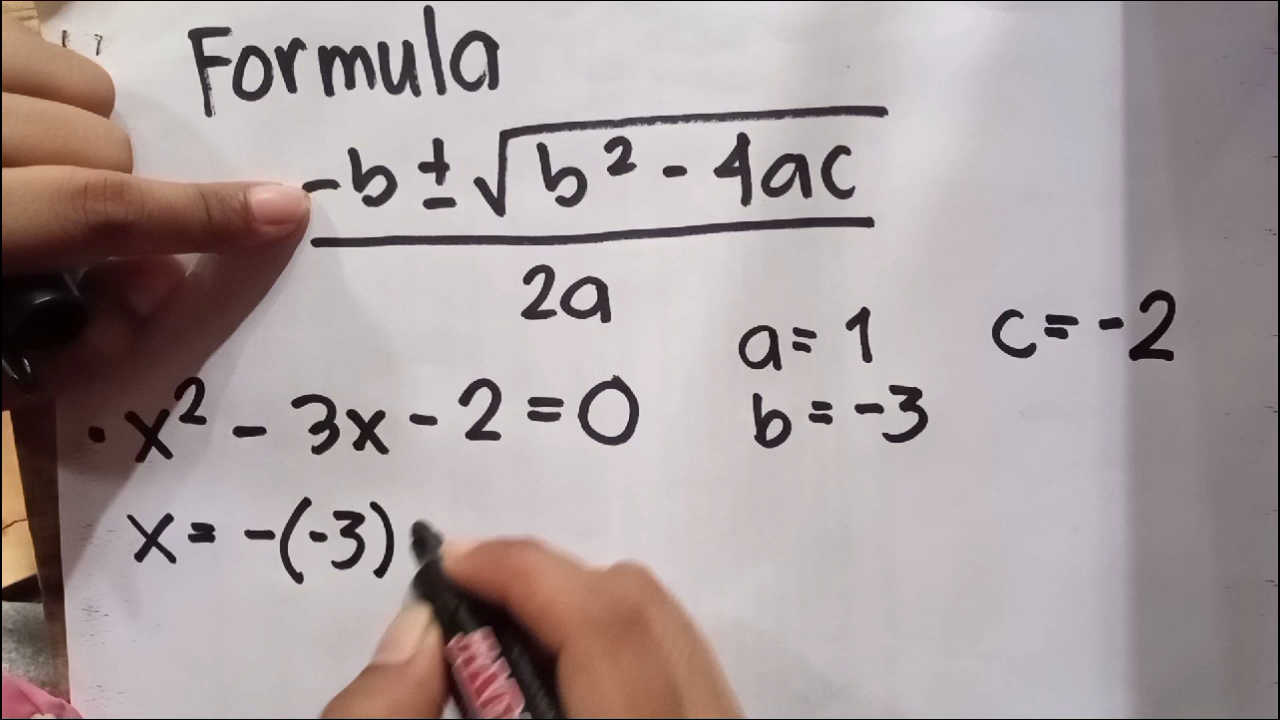 Formula
-b ± √b² - 4ac
2a
a = 1
c = -2
b = -3
· x² - 3x - 2 = 0
x = -(-3)